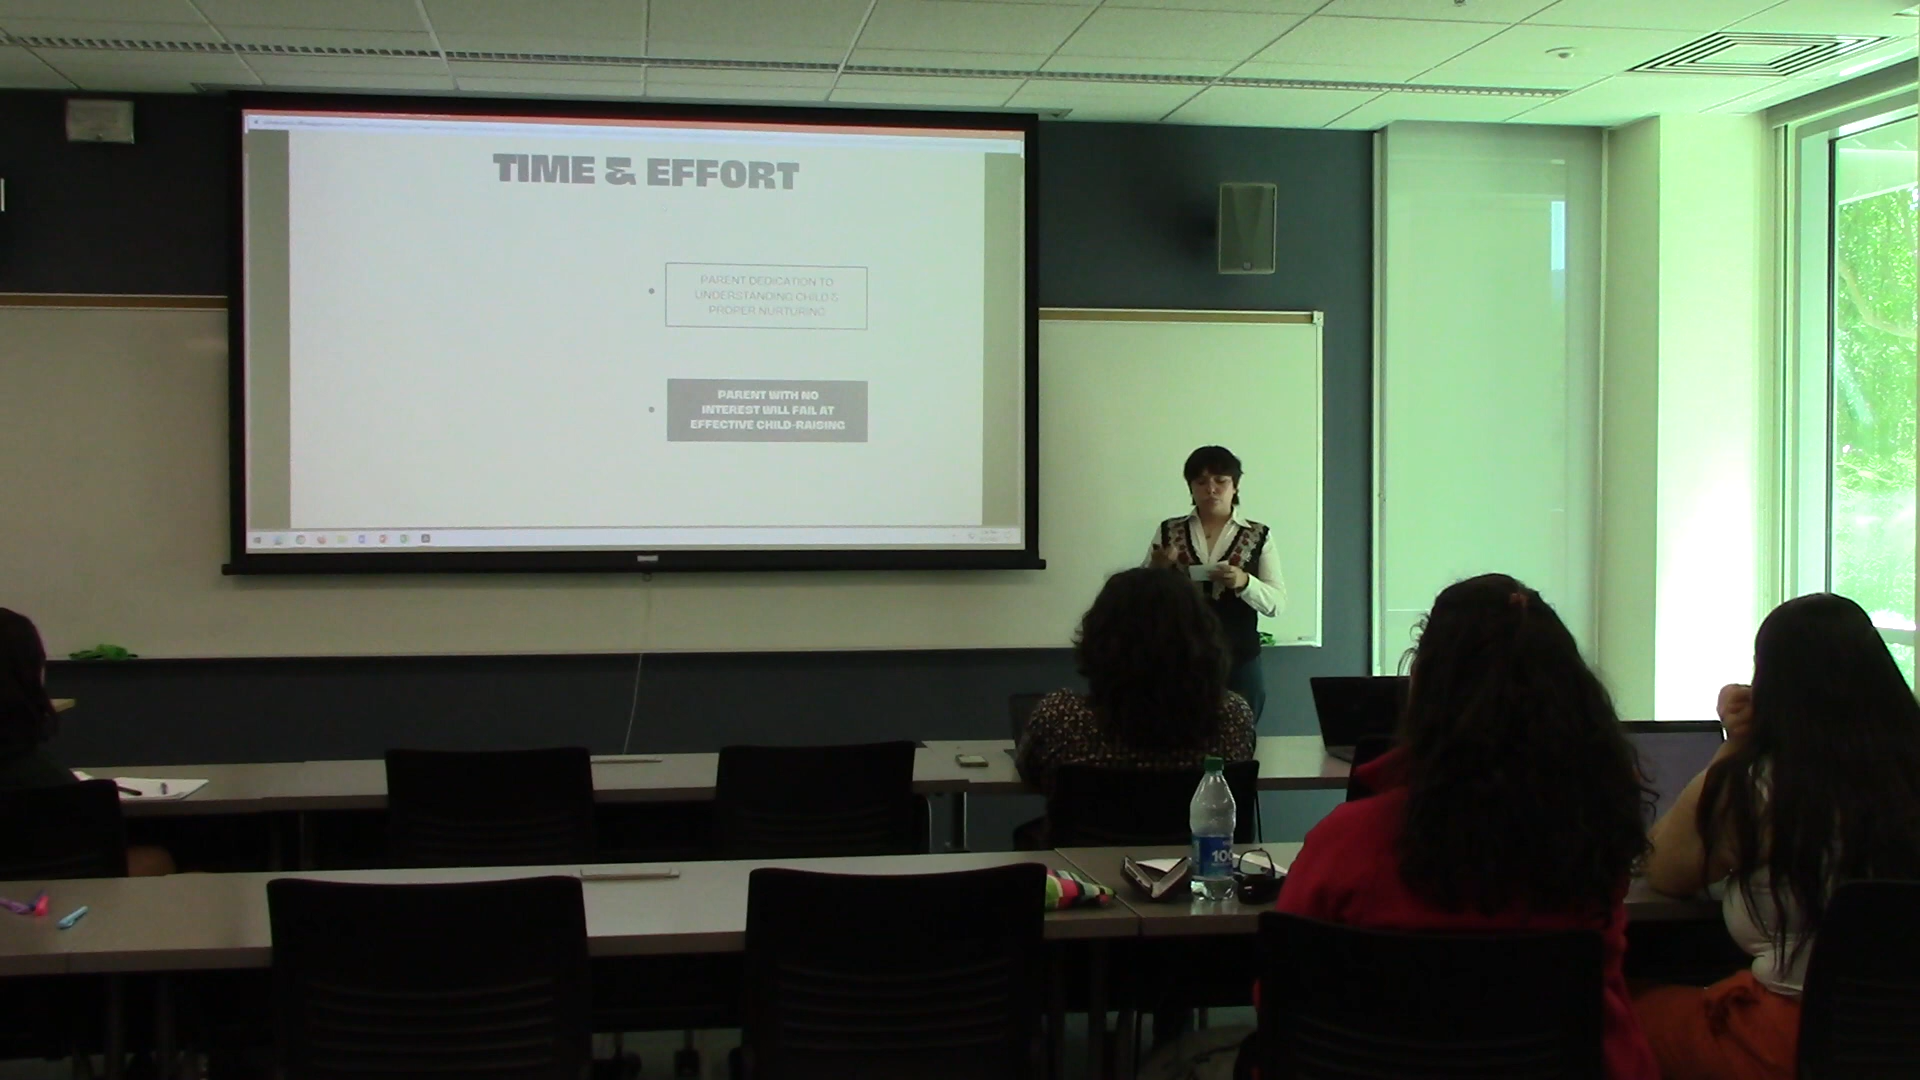 TIME & EFFORT
PARENT DEDICATION TO
UNDERSTANDING CHILD &
PROPER NURTURING
PARENT WITH NO
INTEREST WILL FAIL AT
EFFECTIVE CHILD-RAISING
100